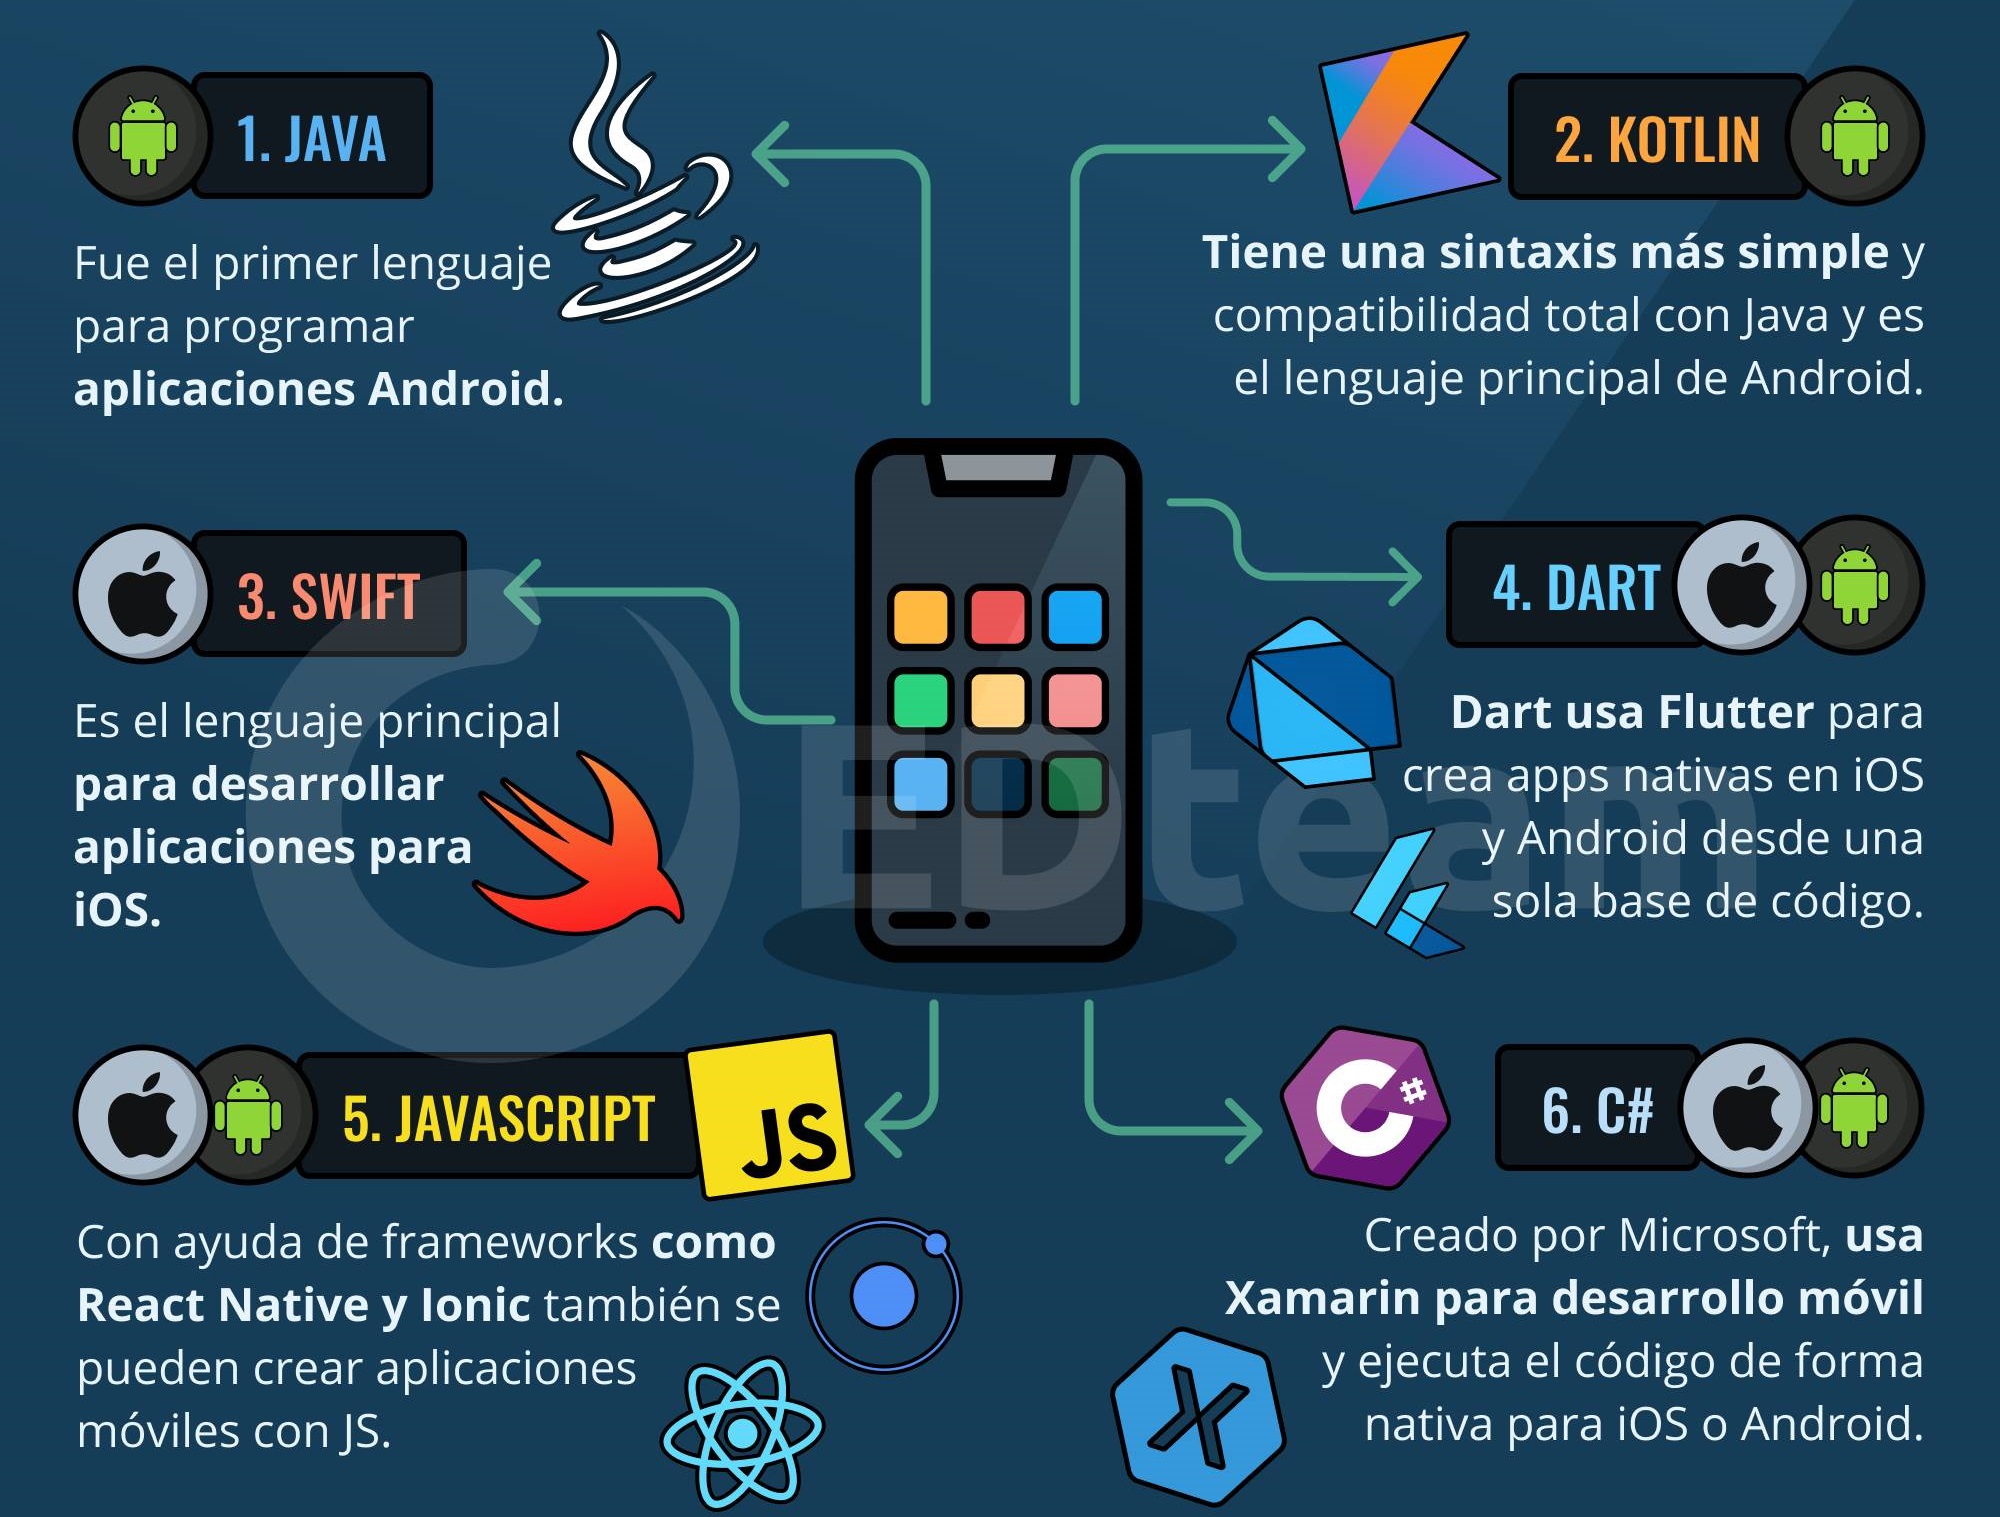 1. JAVA
Fue el primer lenguaje
para programar
aplicaciones Android.
2. KOTLIN
Tiene una sintaxis más simple y
compatibilidad total con Java y es
el lenguaje principal de Android.
3. SWIFT
Es el lenguaje principal
para desarrollar
aplicaciones para
iOS.
4. DART
Dart usa Flutter para
crea apps nativas en iOS
y Android desde una
sola base de código.
EDteam
5. JAVASCRIPT
JS
Con ayuda de frameworks como
React Native y Ionic también se
pueden crear aplicaciones
móviles con JS.
C#
6. C#
Creado por Microsoft, usa
Xamarin para desarrollo móvil
y ejecuta el código de forma
nativa para iOS o Android.